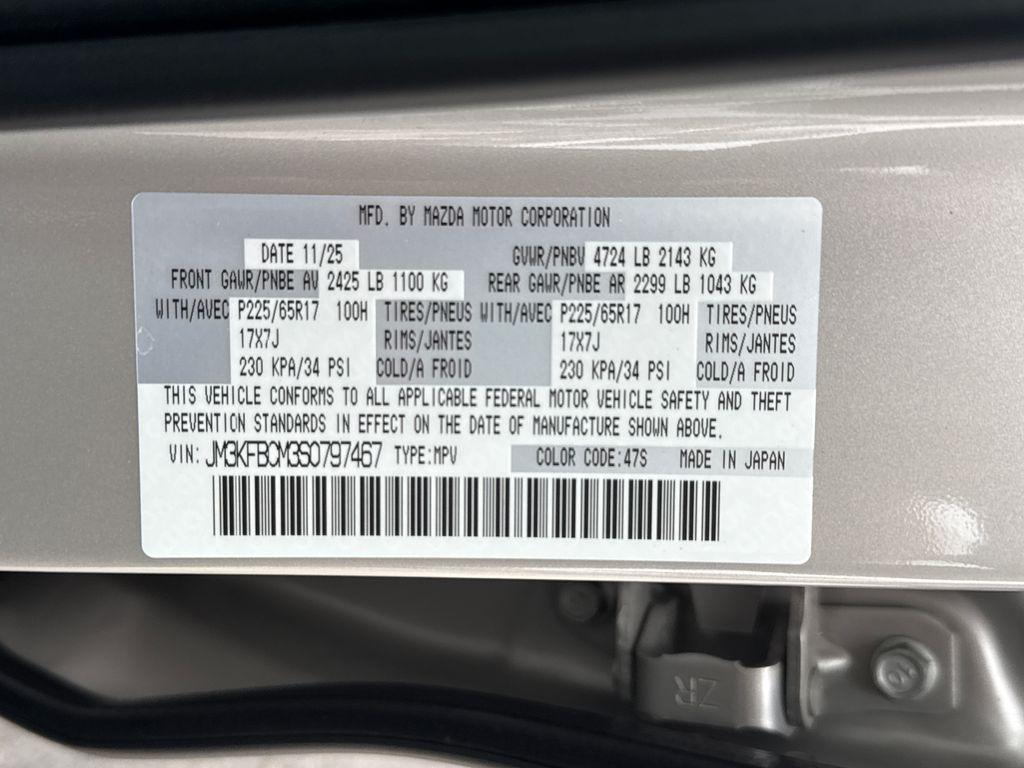 MFD. BY MAZDA MOTOR CORPORATION
DATE 11/25 GVWR/PNBV 4724 LB 2143 KG
FRONT GAWR/PNBE AV 2425 LB 1100 KG REAR GAWR/PNBE AR 2299 LB 1043 KG
WITH/AVEC P225/65R17 100H TIRES/PNEUS WITH/AVEC P225/65R17 100H TIRES/PNEUS
17X7J RIMS/JANTES 17X7J RIMS/JANTES
230 KPA/34 PSI COLD/A FROID 230 KPA/34 PSI COLD/A FROID
THIS VEHICLE CONFORMS TO ALL APPLICABLE FEDERAL MOTOR VEHICLE SAFETY AND THEFT
PREVENTION STANDARDS IN EFFECT ON THE DATE OF MANUFACTURE SHOWN ABOVE.
VIN: JM3KFBCM3S0797467 TYPE:MPV COLOR CODE:47S MADE IN JAPAN
ZR